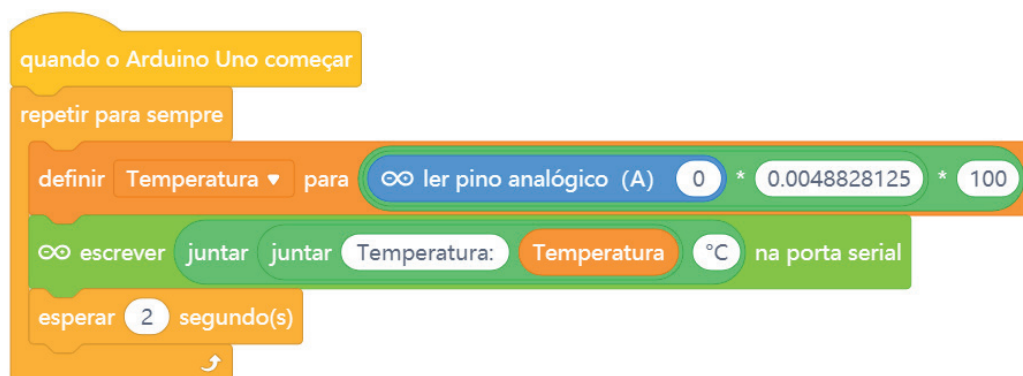 quando o Arduino Uno começar
repetir para sempre
definir Temperatura ▾ para ler pino analógico (A) 0 * 0.0048828125 * 100
escrever juntar juntar Temperatura: Temperatura °C na porta serial
esperar 2 segundo(s)